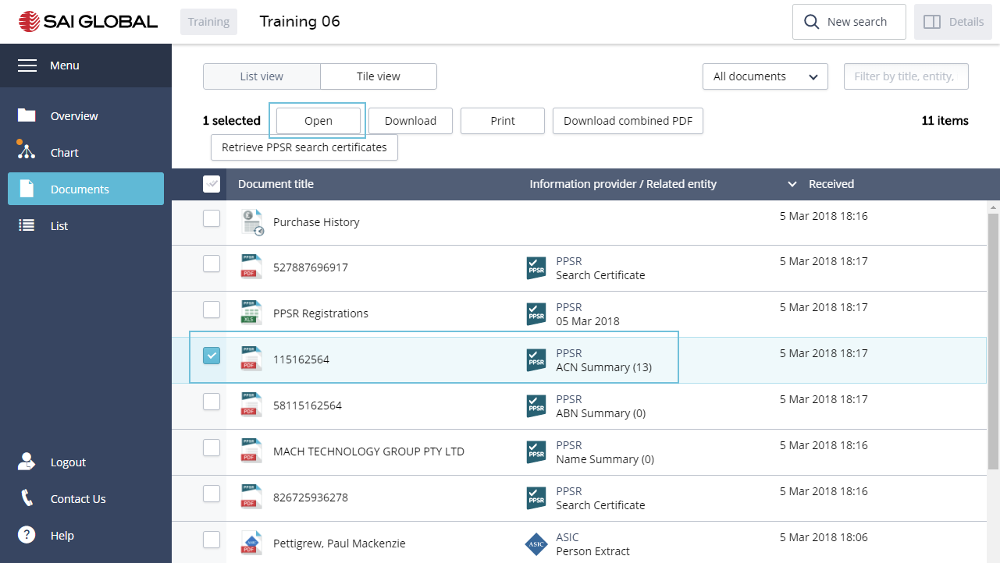 SAI GLOBAL
Training
Training 06
New search
Details
Menu
Overview
Chart
Documents
List
Logout
Contact Us
Help
List view
Tile view
All documents
Filter by title, entity,
1 selected
Open
Download
Print
Download combined PDF
11 items
Retrieve PPSR search certificates
Document title
Information provider / Related entity
Received
Purchase History
5 Mar 2018 18:16
PPSR
PDF
527887696917
PPSR
PPSR
Search Certificate
5 Mar 2018 18:17
PPSR
XLS
PPSR Registrations
PPSR
PPSR
05 Mar 2018
5 Mar 2018 18:17
PPSR
PDF
115162564
PPSR
PPSR
ACN Summary (13)
5 Mar 2018 18:17
PPSR
PDF
58115162564
PPSR
PPSR
ABN Summary (0)
5 Mar 2018 18:17
PPSR
PDF
MACH TECHNOLOGY GROUP PTY LTD
PPSR
PPSR
Name Summary (0)
5 Mar 2018 18:16
PPSR
PDF
826725936278
PPSR
PPSR
Search Certificate
5 Mar 2018 18:16
ASIC
PDF
Pettigrew, Paul Mackenzie
ASIC
ASIC
Person Extract
5 Mar 2018 18:06